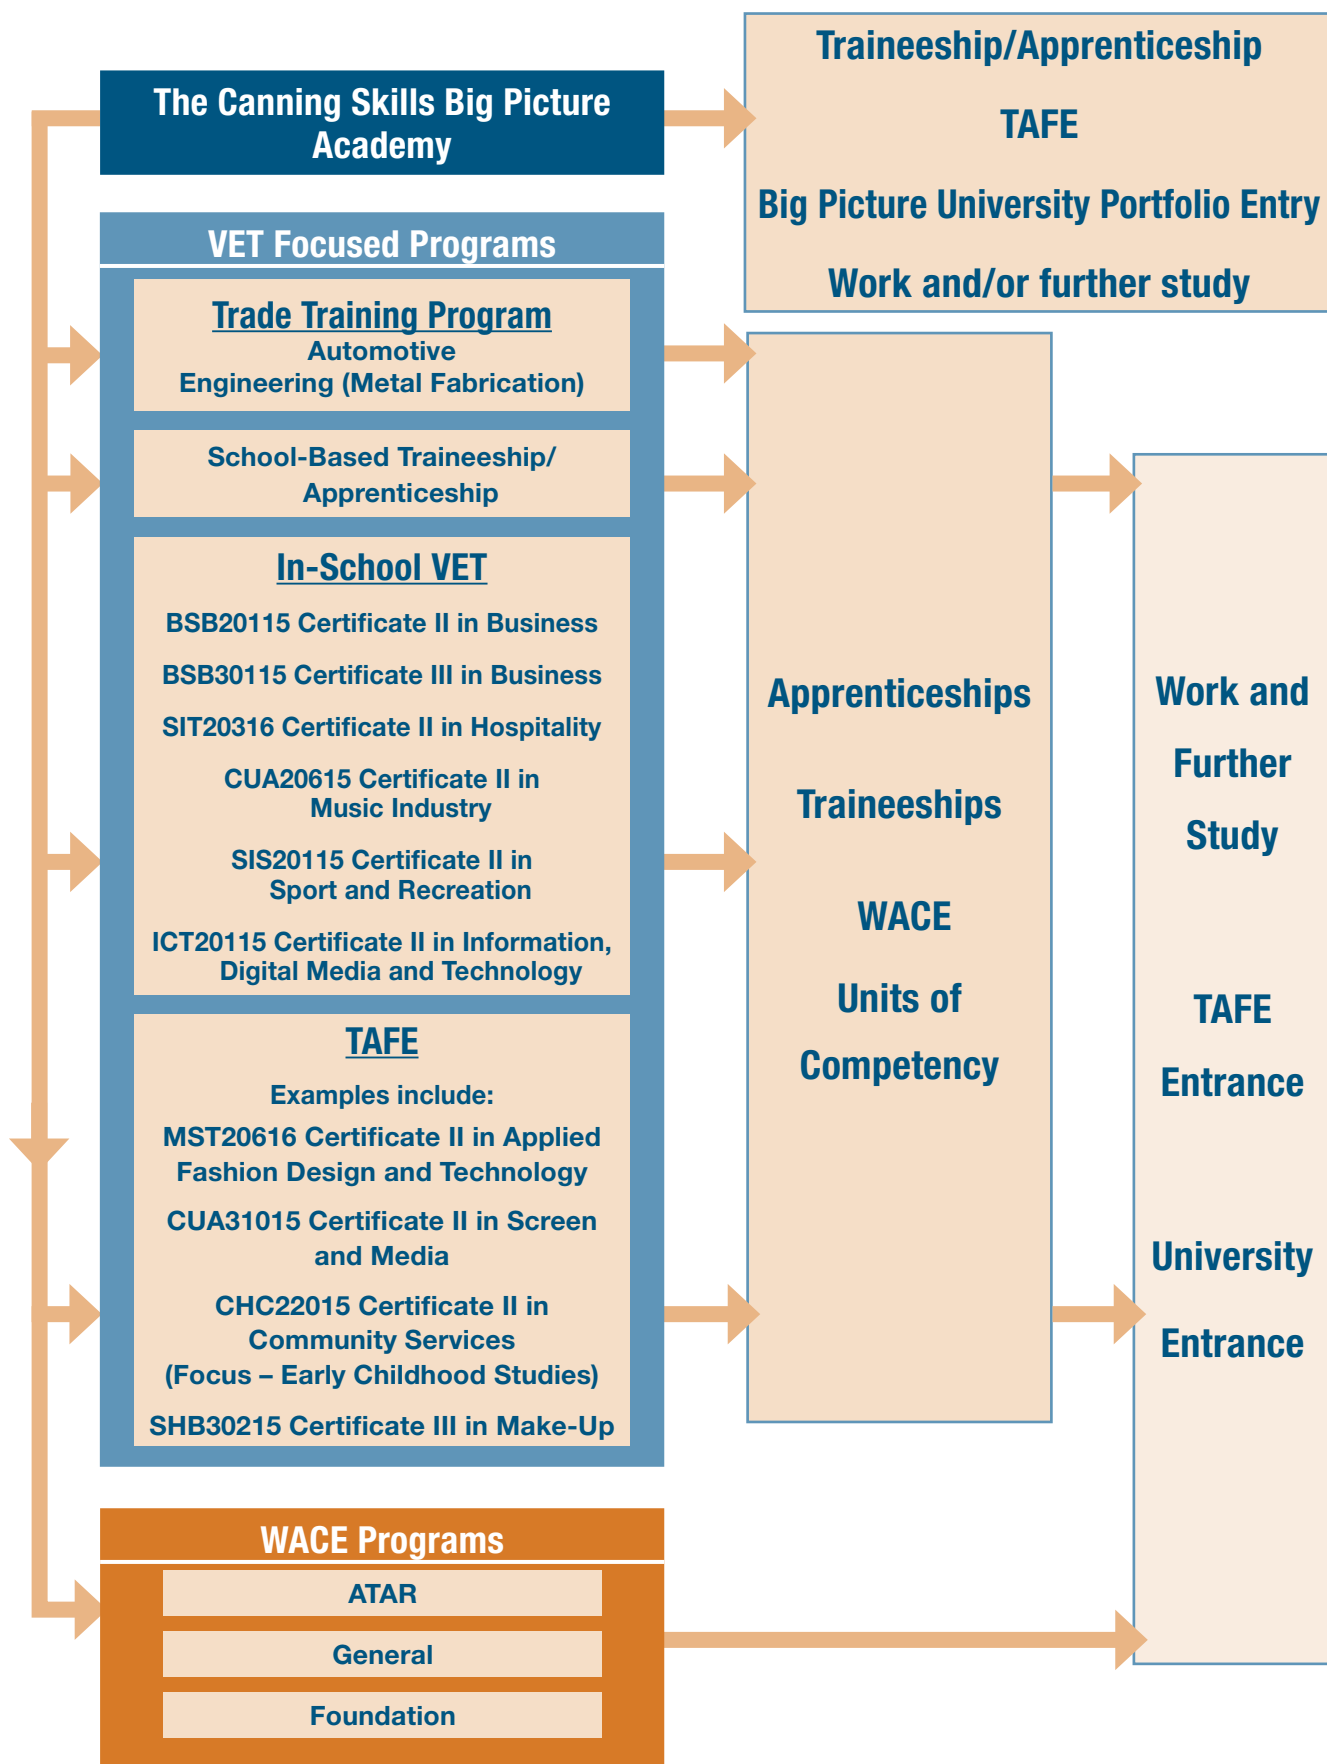 The Canning Skills Big Picture
Academy
Traineeship/Apprenticeship
TAFE
Big Picture University Portfolio Entry
Work and/or further study
VET Focused Programs
Trade Training Program
Automotive
Engineering (Metal Fabrication)
School-Based Traineeship/
Apprenticeship
In-School VET
BSB20115 Certificate II in Business
BSB30115 Certificate III in Business
SIT20316 Certificate II in Hospitality
CUA20615 Certificate II in
Music Industry
SIS20115 Certificate II in
Sport and Recreation
ICT20115 Certificate II in Information,
Digital Media and Technology
TAFE
Examples include:
MST20616 Certificate II in Applied
Fashion Design and Technology
CUA31015 Certificate II in Screen
and Media
CHC22015 Certificate II in
Community Services
(Focus – Early Childhood Studies)
SHB30215 Certificate III in Make-Up
Apprenticeships
Traineeships
WACE
Units of
Competency
Work and
Further
Study
TAFE
Entrance
University
Entrance
WACE Programs
ATAR
General
Foundation